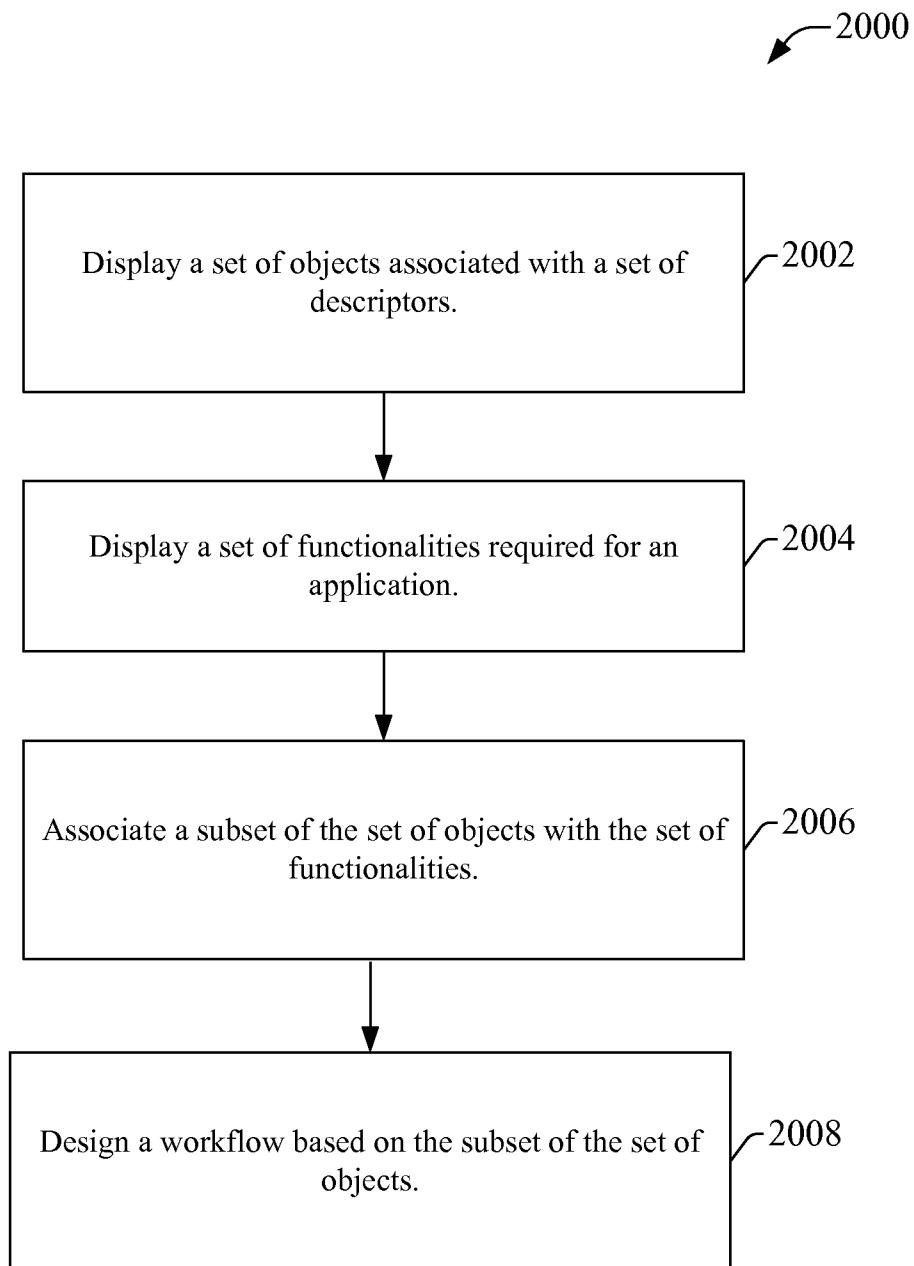 2000
Display a set of objects associated with a set of
descriptors.
2002
Display a set of functionalities required for an
application.
2004
Associate a subset of the set of objects with the set of
functionalities.
2006
Design a workflow based on the subset of the set of
objects.
2008